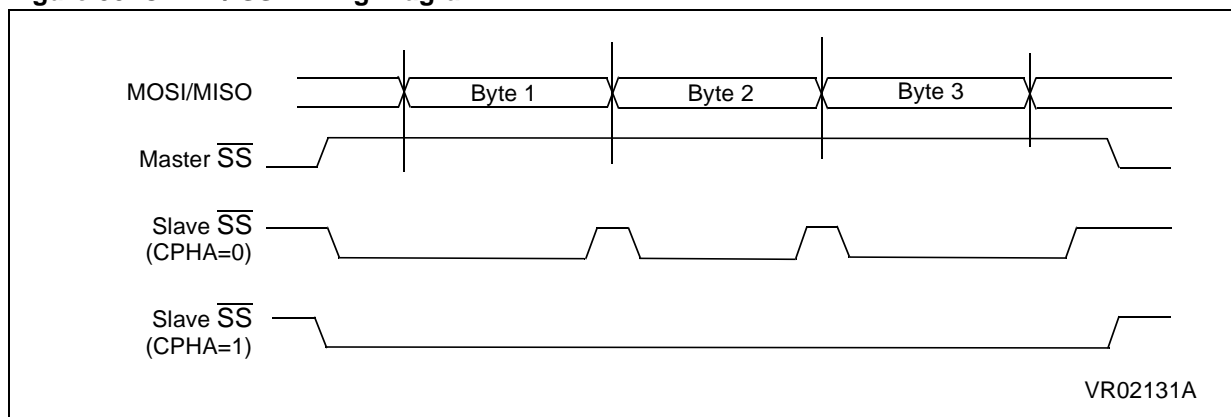 MOSI/MISO
Byte 1
Byte 2
Byte 3
Master SS
Slave SS
(CPHA=0)
Slave SS
(CPHA=1)
VR02131A